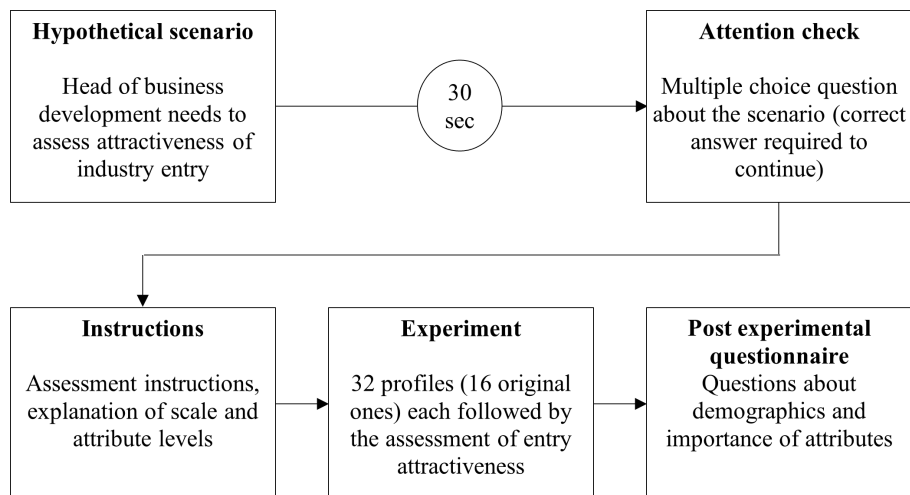 Hypothetical scenario
Head of business
development needs to
assess attractiveness of
industry entry
30
sec
Attention check
Multiple choice question
about the scenario (correct
answer required to
continue)
Instructions
Assessment instructions,
explanation of scale and
attribute levels
Experiment
32 profiles (16 original
ones) each followed by
the assessment of entry
attractiveness
Post experimental
questionnaire
Questions about
demographics and
importance of attributes